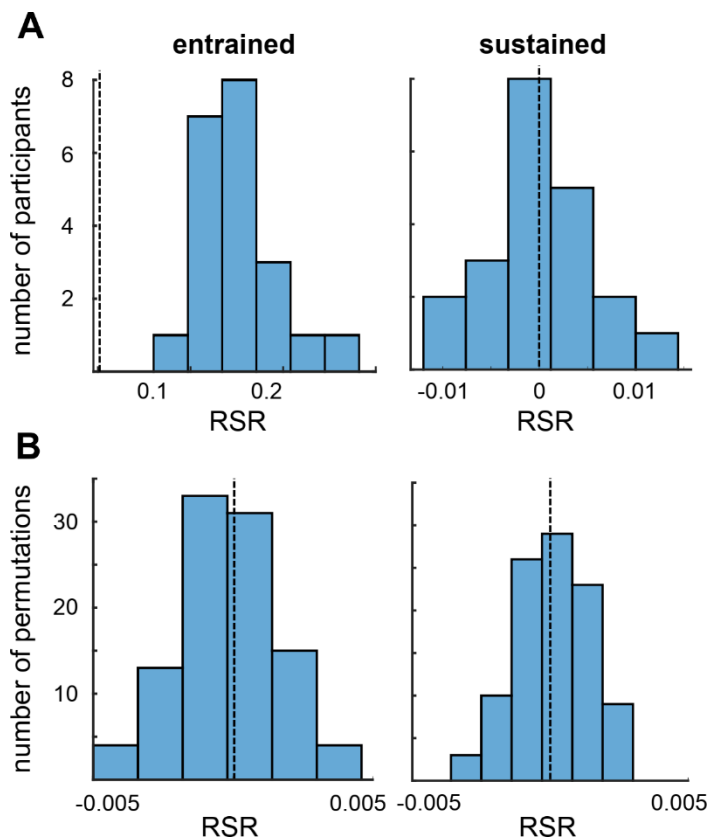 A
entrained
sustained
number of participants
8
6
4
2
0.1
0.2
RSR
-0.01
0
0.01
RSR
B
number of permutations
30
20
10
-0.005
0.005
RSR
-0.005
0.005
RSR